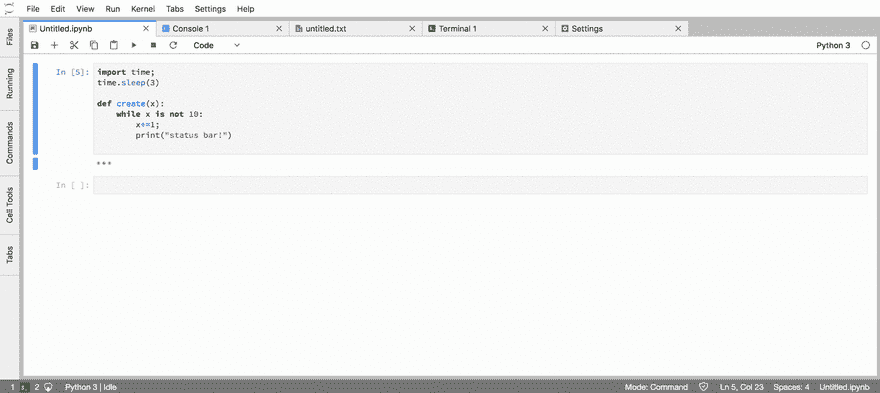 File Edit View Run Kernel Tabs Settings Help
Untitled.ipynb Console 1 untitled.txt Terminal 1 Settings
Code Python 3
Files
Running
Commands
Cell Tools
Tabs
In [5]:
import time;
time.sleep(3)
def create(x):
while x is not 10:
x+=1;
print("status bar!")
In [ ]:
1 2 Python 3 | Idle Mode: Command Ln 5, Col 23 Spaces: 4 Untitled.ipynb